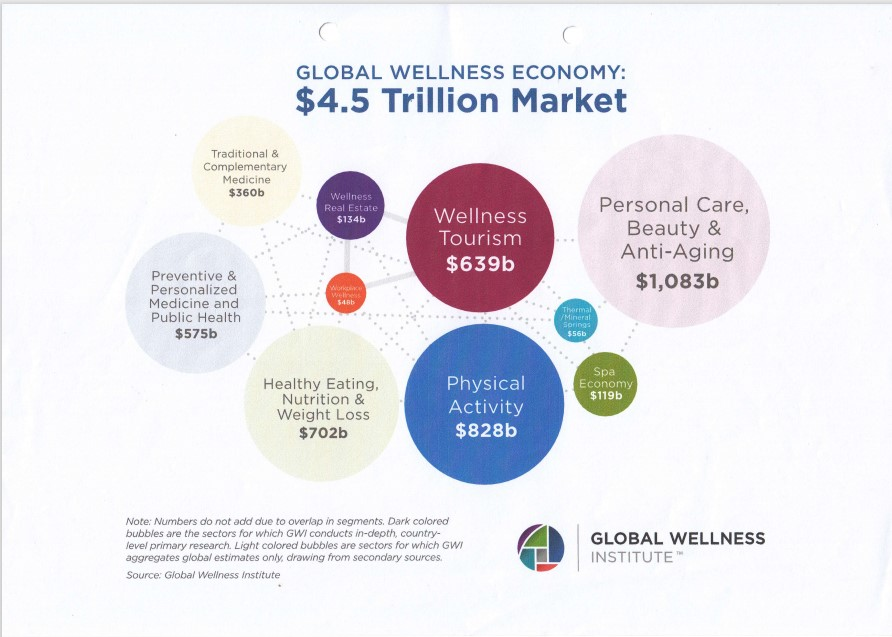 GLOBAL WELLNESS ECONOMY:
$4.5 Trillion Market
Traditional &
Complementary
Medicine
$360b
Wellness
Real Estate
$134b
Wellness
Tourism
$639b
Personal Care,
Beauty &
Anti-Aging
$1,083b
Preventive &
Personalized
Medicine and
Public Health
$575b
Workplace
Wellness
$48b
Thermal
/Mineral
Springs
$56b
Healthy Eating,
Nutrition &
Weight Loss
$702b
Physical
Activity
$828b
Spa
Economy
$119b
Note: Numbers do not add due to overlap in segments. Dark colored
bubbles are the sectors for which GWI conducts in-depth, country-
level primary research. Light colored bubbles are sectors for which GWI
aggregates global estimates only, drawing from secondary sources.
Source: Global Wellness Institute
GLOBAL WELLNESS
INSTITUTE™